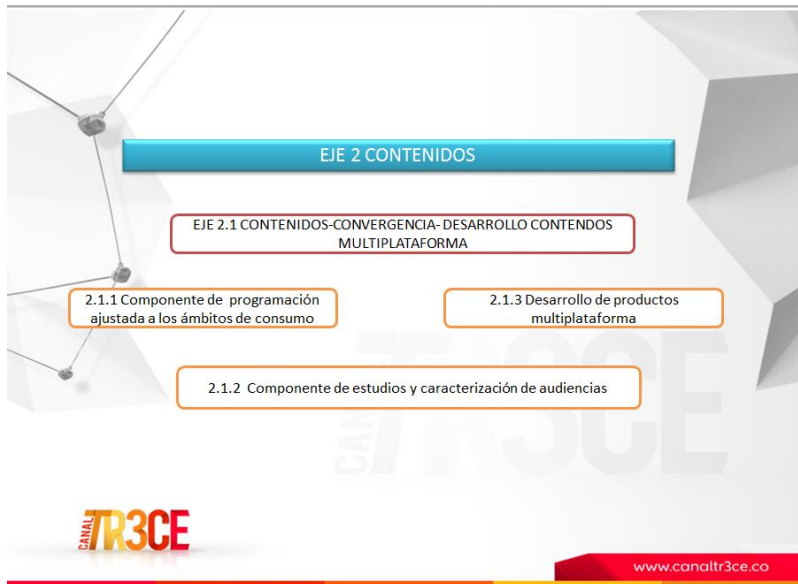 EJE 2 CONTENIDOS
EJE 2.1 CONTENIDOS-CONVERGENCIA- DESARROLLO CONTENDOS
MULTIPLATAFORMA
2.1.1 Componente de programación
ajustada a los ámbitos de consumo
2.1.3 Desarrollo de productos
multiplataforma
2.1.2 Componente de estudios y caracterización de audiencias
CANAL TR3CE
CANAL TR3CE
www.canaltr3ce.co